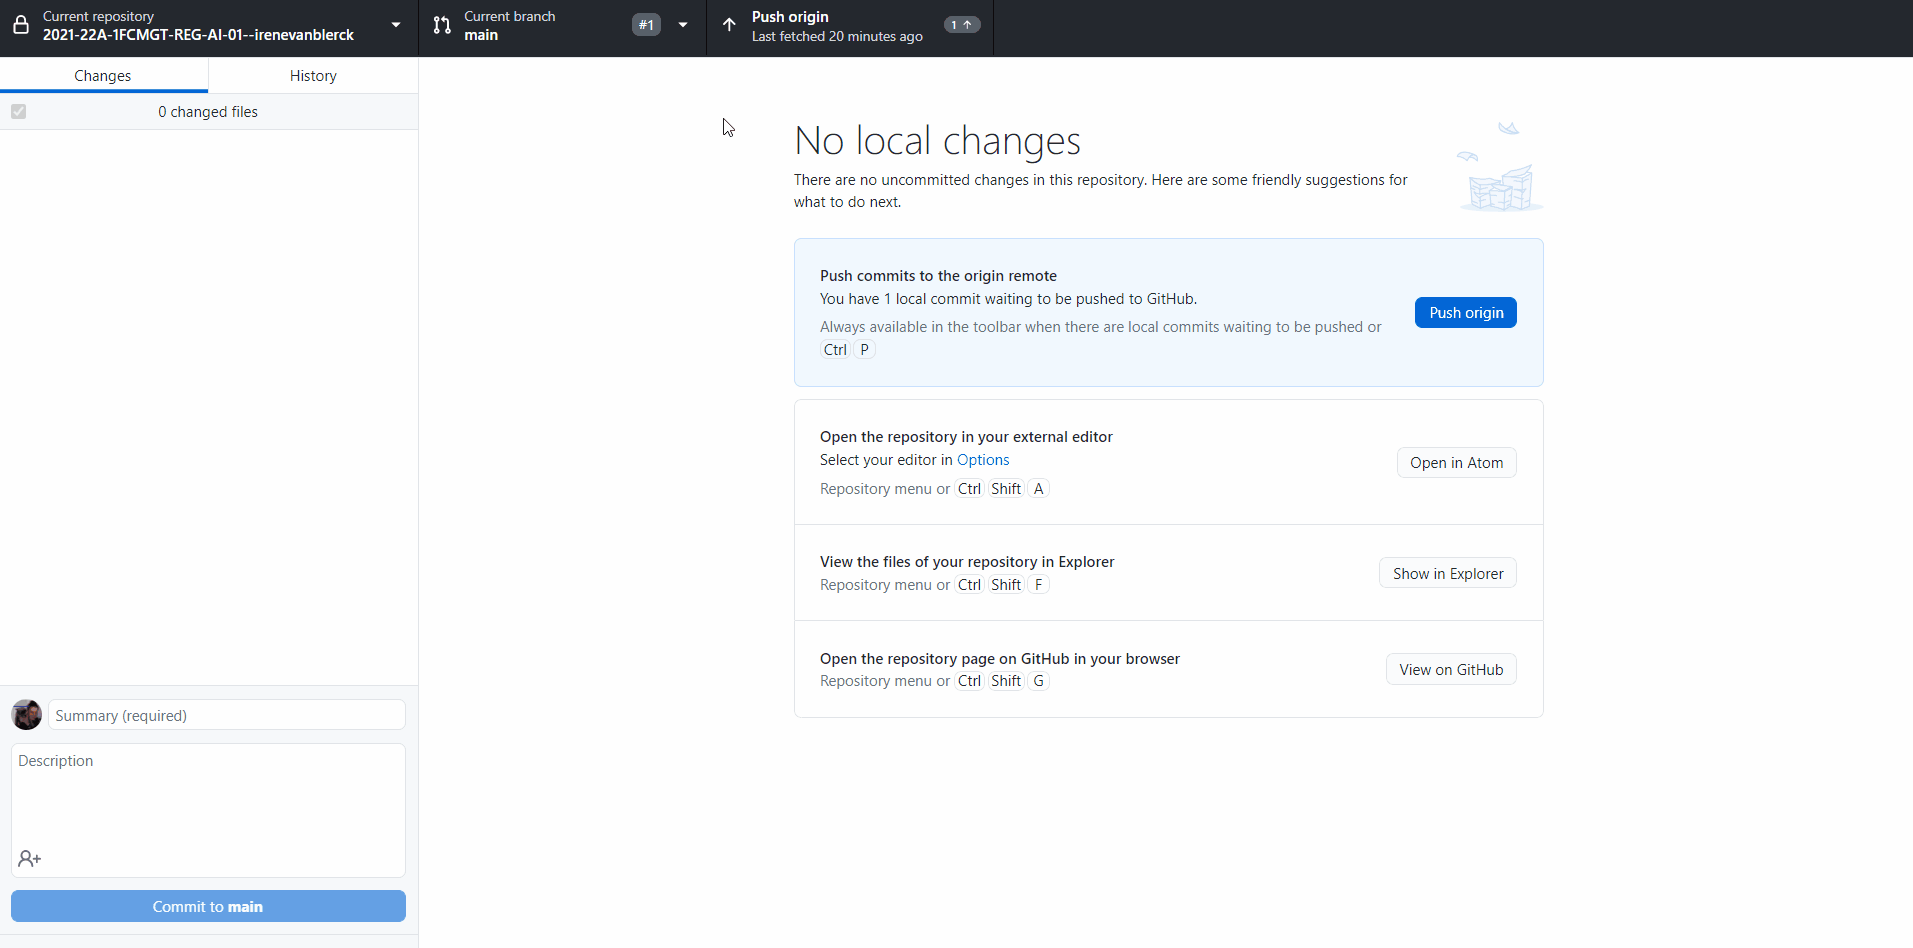 Current repository
2021-22A-1FCMGT-REG-AI-01--irenevanblerck
Current branch
main
#1
Push origin
Last fetched 20 minutes ago
1
Changes
History
0 changed files
No local changes
There are no uncommitted changes in this repository. Here are some friendly suggestions for
what to do next.
Push commits to the origin remote
You have 1 local commit waiting to be pushed to GitHub.
Always available in the toolbar when there are local commits waiting to be pushed or
Ctrl P
Push origin
Open the repository in your external editor
Select your editor in Options
Repository menu or Ctrl Shift A
Open in Atom
View the files of your repository in Explorer
Repository menu or Ctrl Shift F
Show in Explorer
Open the repository page on GitHub in your browser
Repository menu or Ctrl Shift G
View on GitHub
Summary (required)
Description
Commit to main